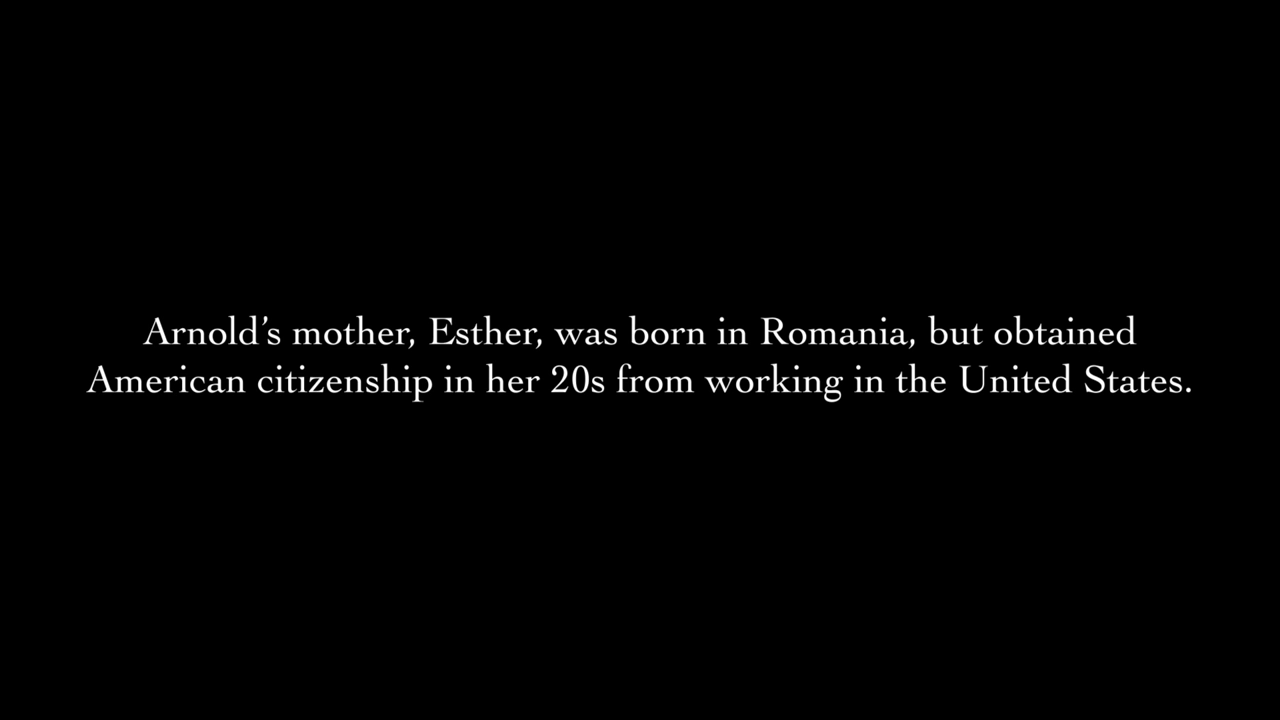 Arnold’s mother, Esther, was born in Romania, but obtained
American citizenship in her 20s from working in the United States.